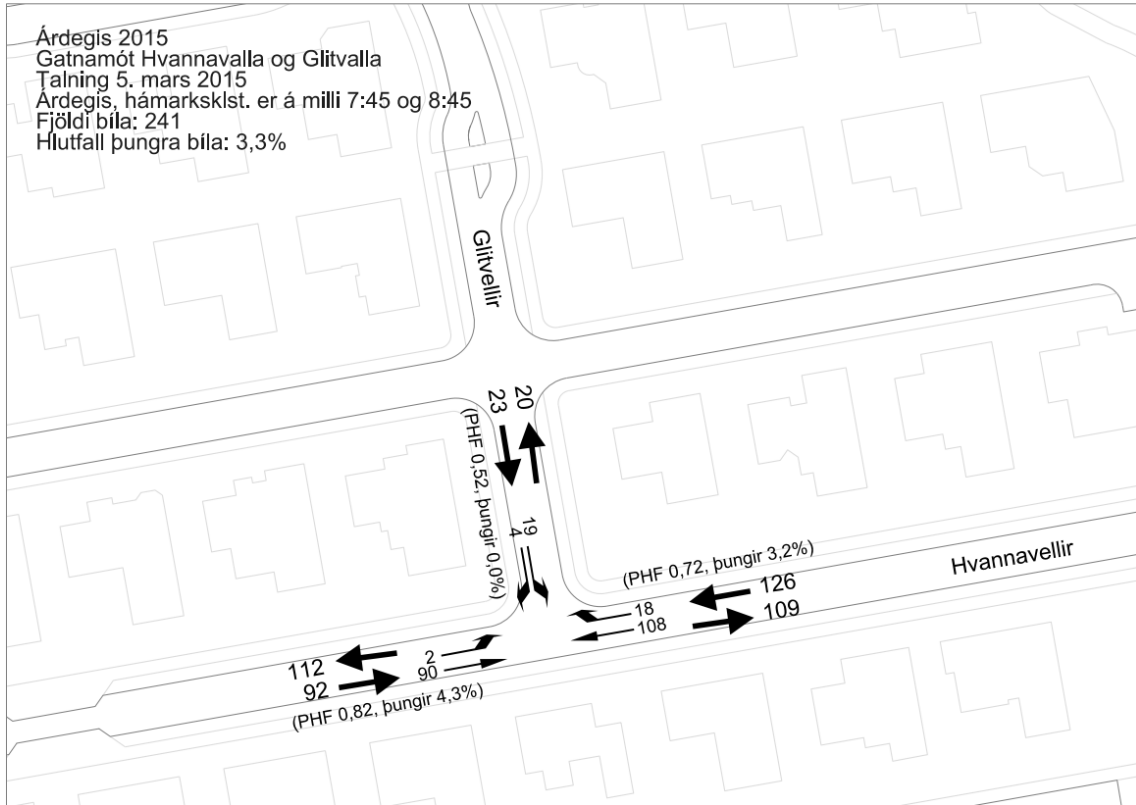 Árdegis 2015
Gatnamót Hvannavalla og Glitvalla
Talning 5. mars 2015
Árdegis, hámarksklst. er á milli 7:45 og 8:45
Fjöldi bíla: 241
Hlutfall þungra bíla: 3,3%
Glitvellir
23
20
(PHF 0,52, þungir 0,0%)
4
19
(PHF 0,72, þungir 3,2%)
Hvannavellir
126
109
18
108
112
92
2
90
(PHF 0,82, þungir 4,3%)